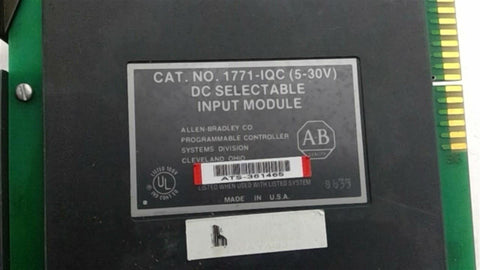 CAT. NO. 1771-IQC (5-30V)
DC SELECTABLE
INPUT MODULE
ALLEN-BRADLEY CO
PROGRAMMABLE CONTROLLER
SYSTEMS DIVISION
CLEVELAND OHIO
A-B
ATS-361465
UL
LISTED WHEN USED WITH LISTED SYSTEM
MADE IN U.S.A.
h